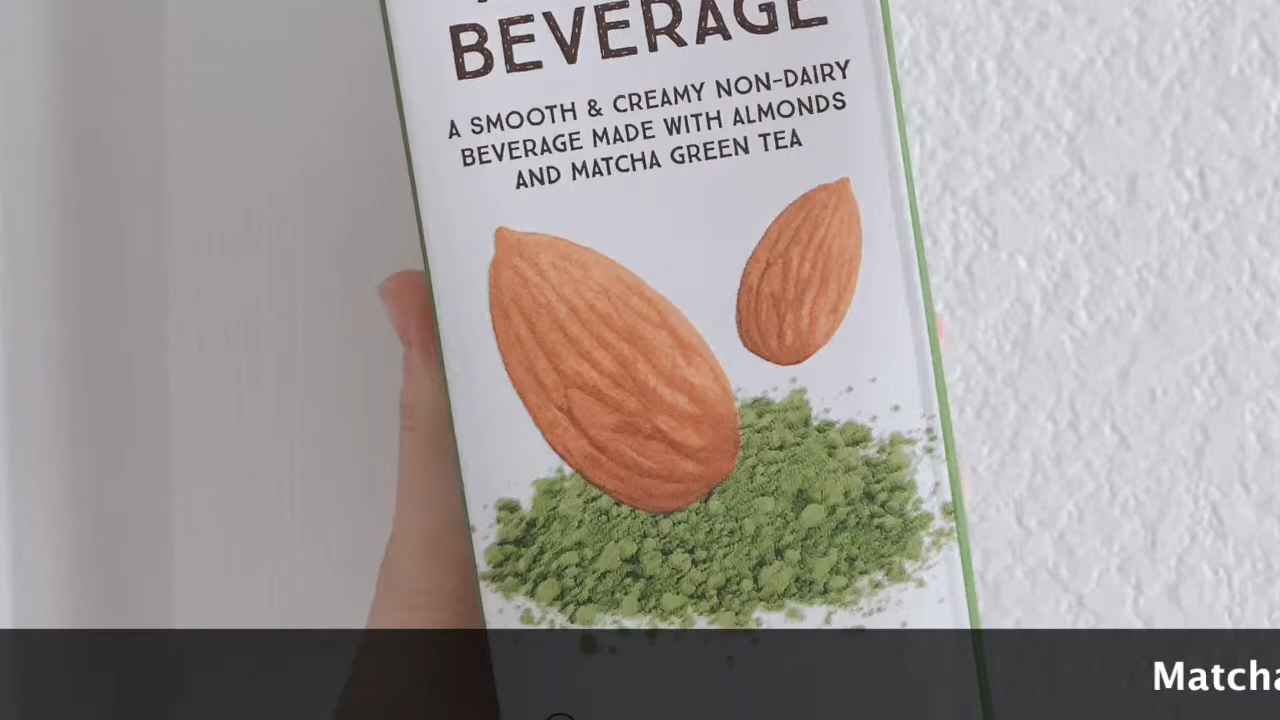 BEVERAGE
A SMOOTH & CREAMY NON-DAIRY
BEVERAGE MADE WITH ALMONDS
AND MATCHA GREEN TEA
Matcha